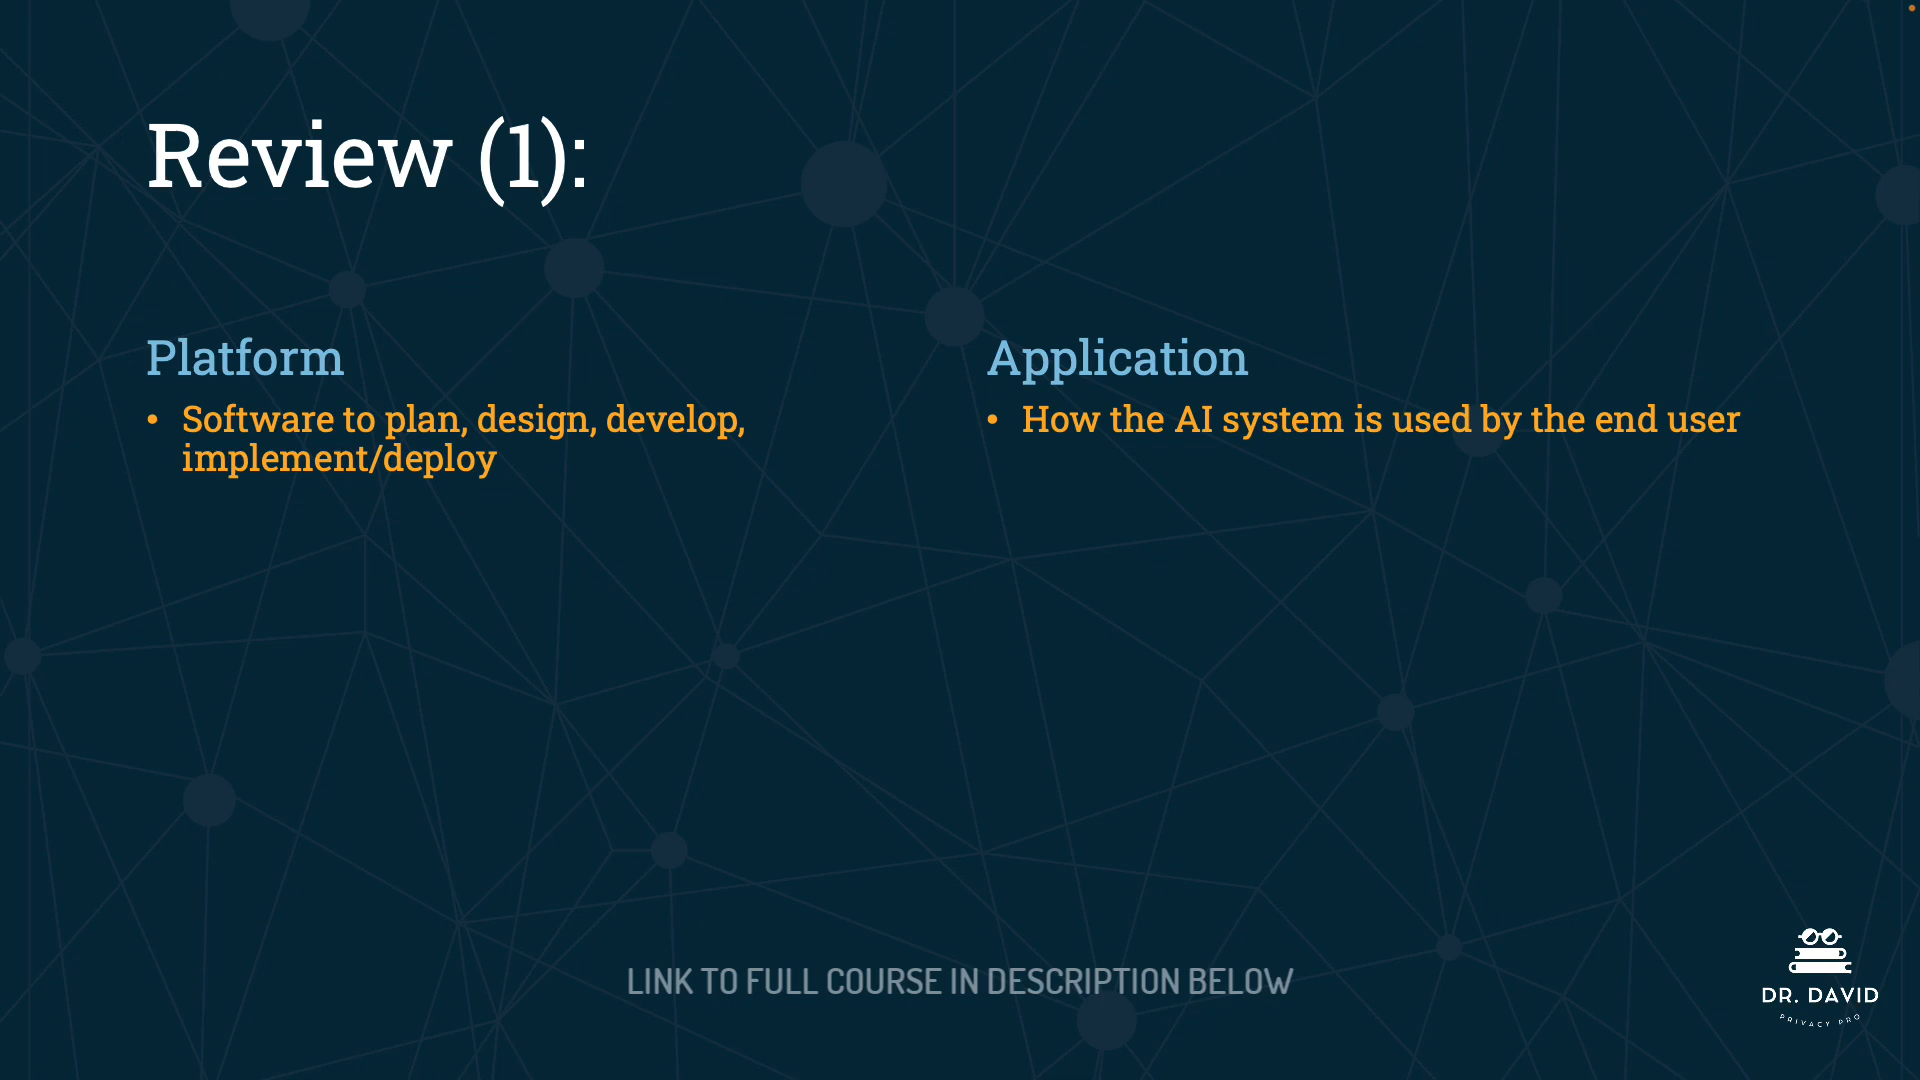 Review (1):
Platform
• Software to plan, design, develop,
implement/deploy
Application
• How the AI system is used by the end user
LINK TO FULL COURSE IN DESCRIPTION BELOW
DR. DAVID
PRIVACY PRO